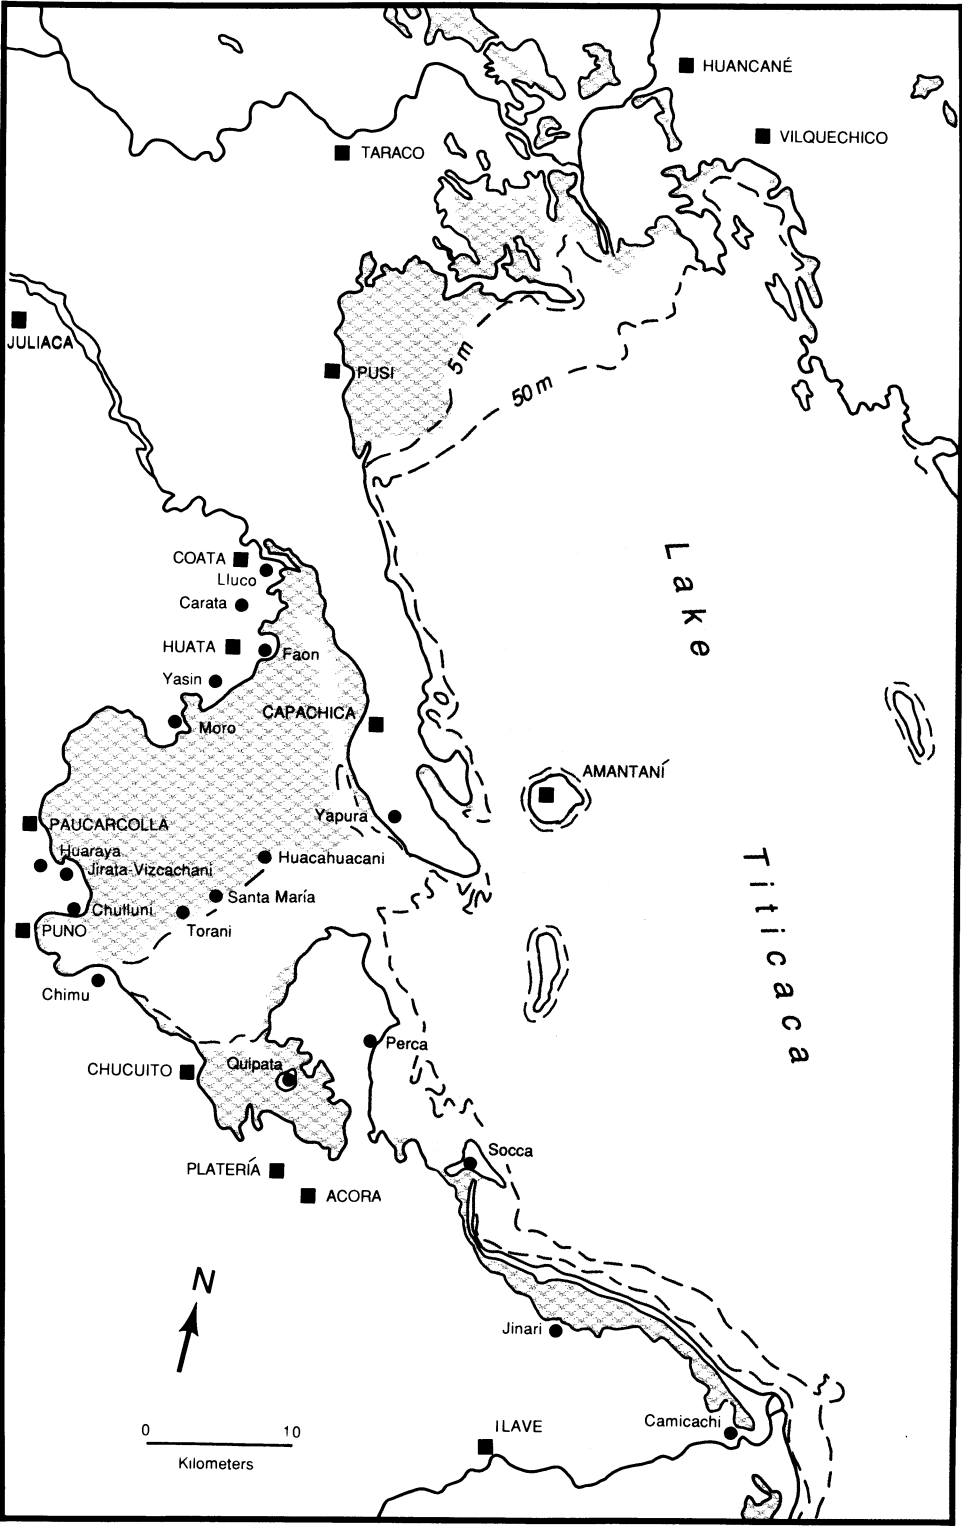 HUANCANÉ
VILQUECHICO
TARACO
JULIACA
PUSI
5 m
50 m
COATA
Lluco
Carata
HUATA
Faon
Yasin
CAPACHICA
Moro
Lake
AMANTANÍ
Yapura
PAUCARCOLLA
Huaraya
Huacahuacani
Jirata-Vizcachani
Santa María
Chulluni
PUNO
Torani
Titicaca
Chimu
Perca
CHUCUITO
Quipata
Socca
PLATERÍA
ACORA
N
Jinari
0 10
Kilometers
ILAVE
Camicachi